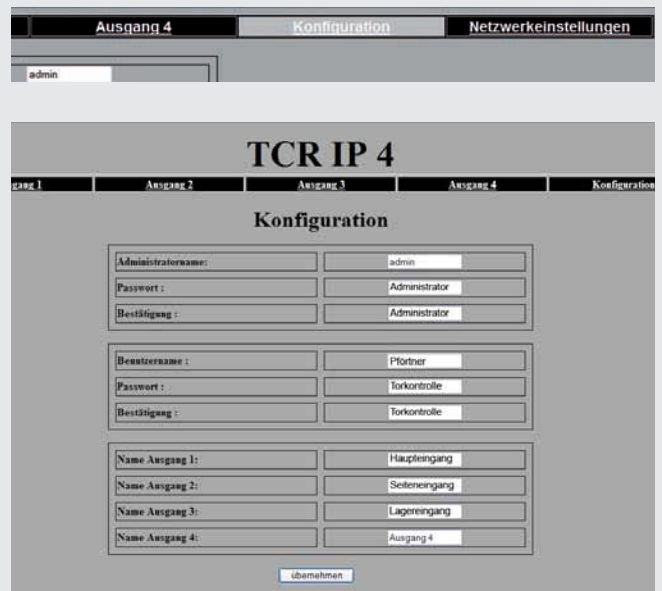 Ausgang 4 Konfiguration Netzwerkeinstellungen
admin
TCR IP 4
gang 1 Ausgang 2 Ausgang 3 Ausgang 4 Konfiguration
Konfiguration
Administratorname: admin
Passwort : Administrator
Bestätigung : Administrator
Benutzername : Pförtner
Passwort : Torkontrolle
Bestätigung : Torkontrolle
Name Ausgang 1: Haupteingang
Name Ausgang 2: Seiteneingang
Name Ausgang 3: Lagereingang
Name Ausgang 4: Ausgang 4
übernehmen